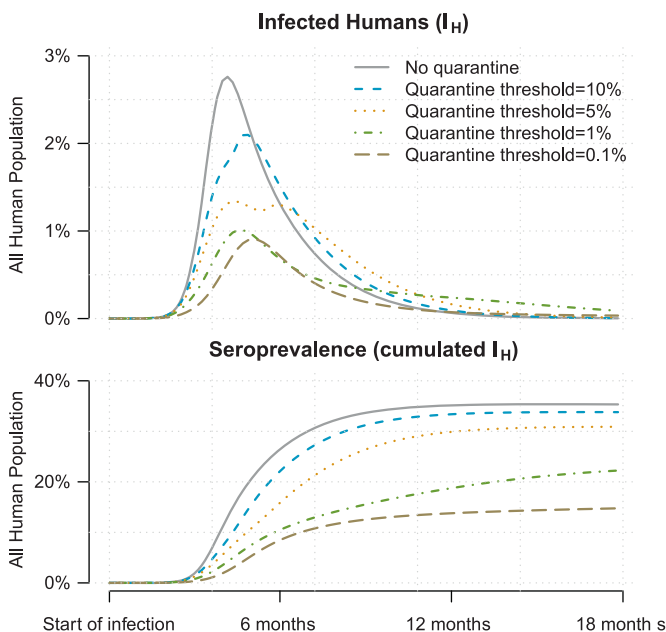 Infected Humans (I_H)
3%
2%
1%
0%
All Human Population
No quarantine
Quarantine threshold=10%
Quarantine threshold=5%
Quarantine threshold=1%
Quarantine threshold=0.1%
Seroprevalence (cumulated I_H)
40%
20%
0%
All Human Population
Start of infection 6 months 12 months 18 month s